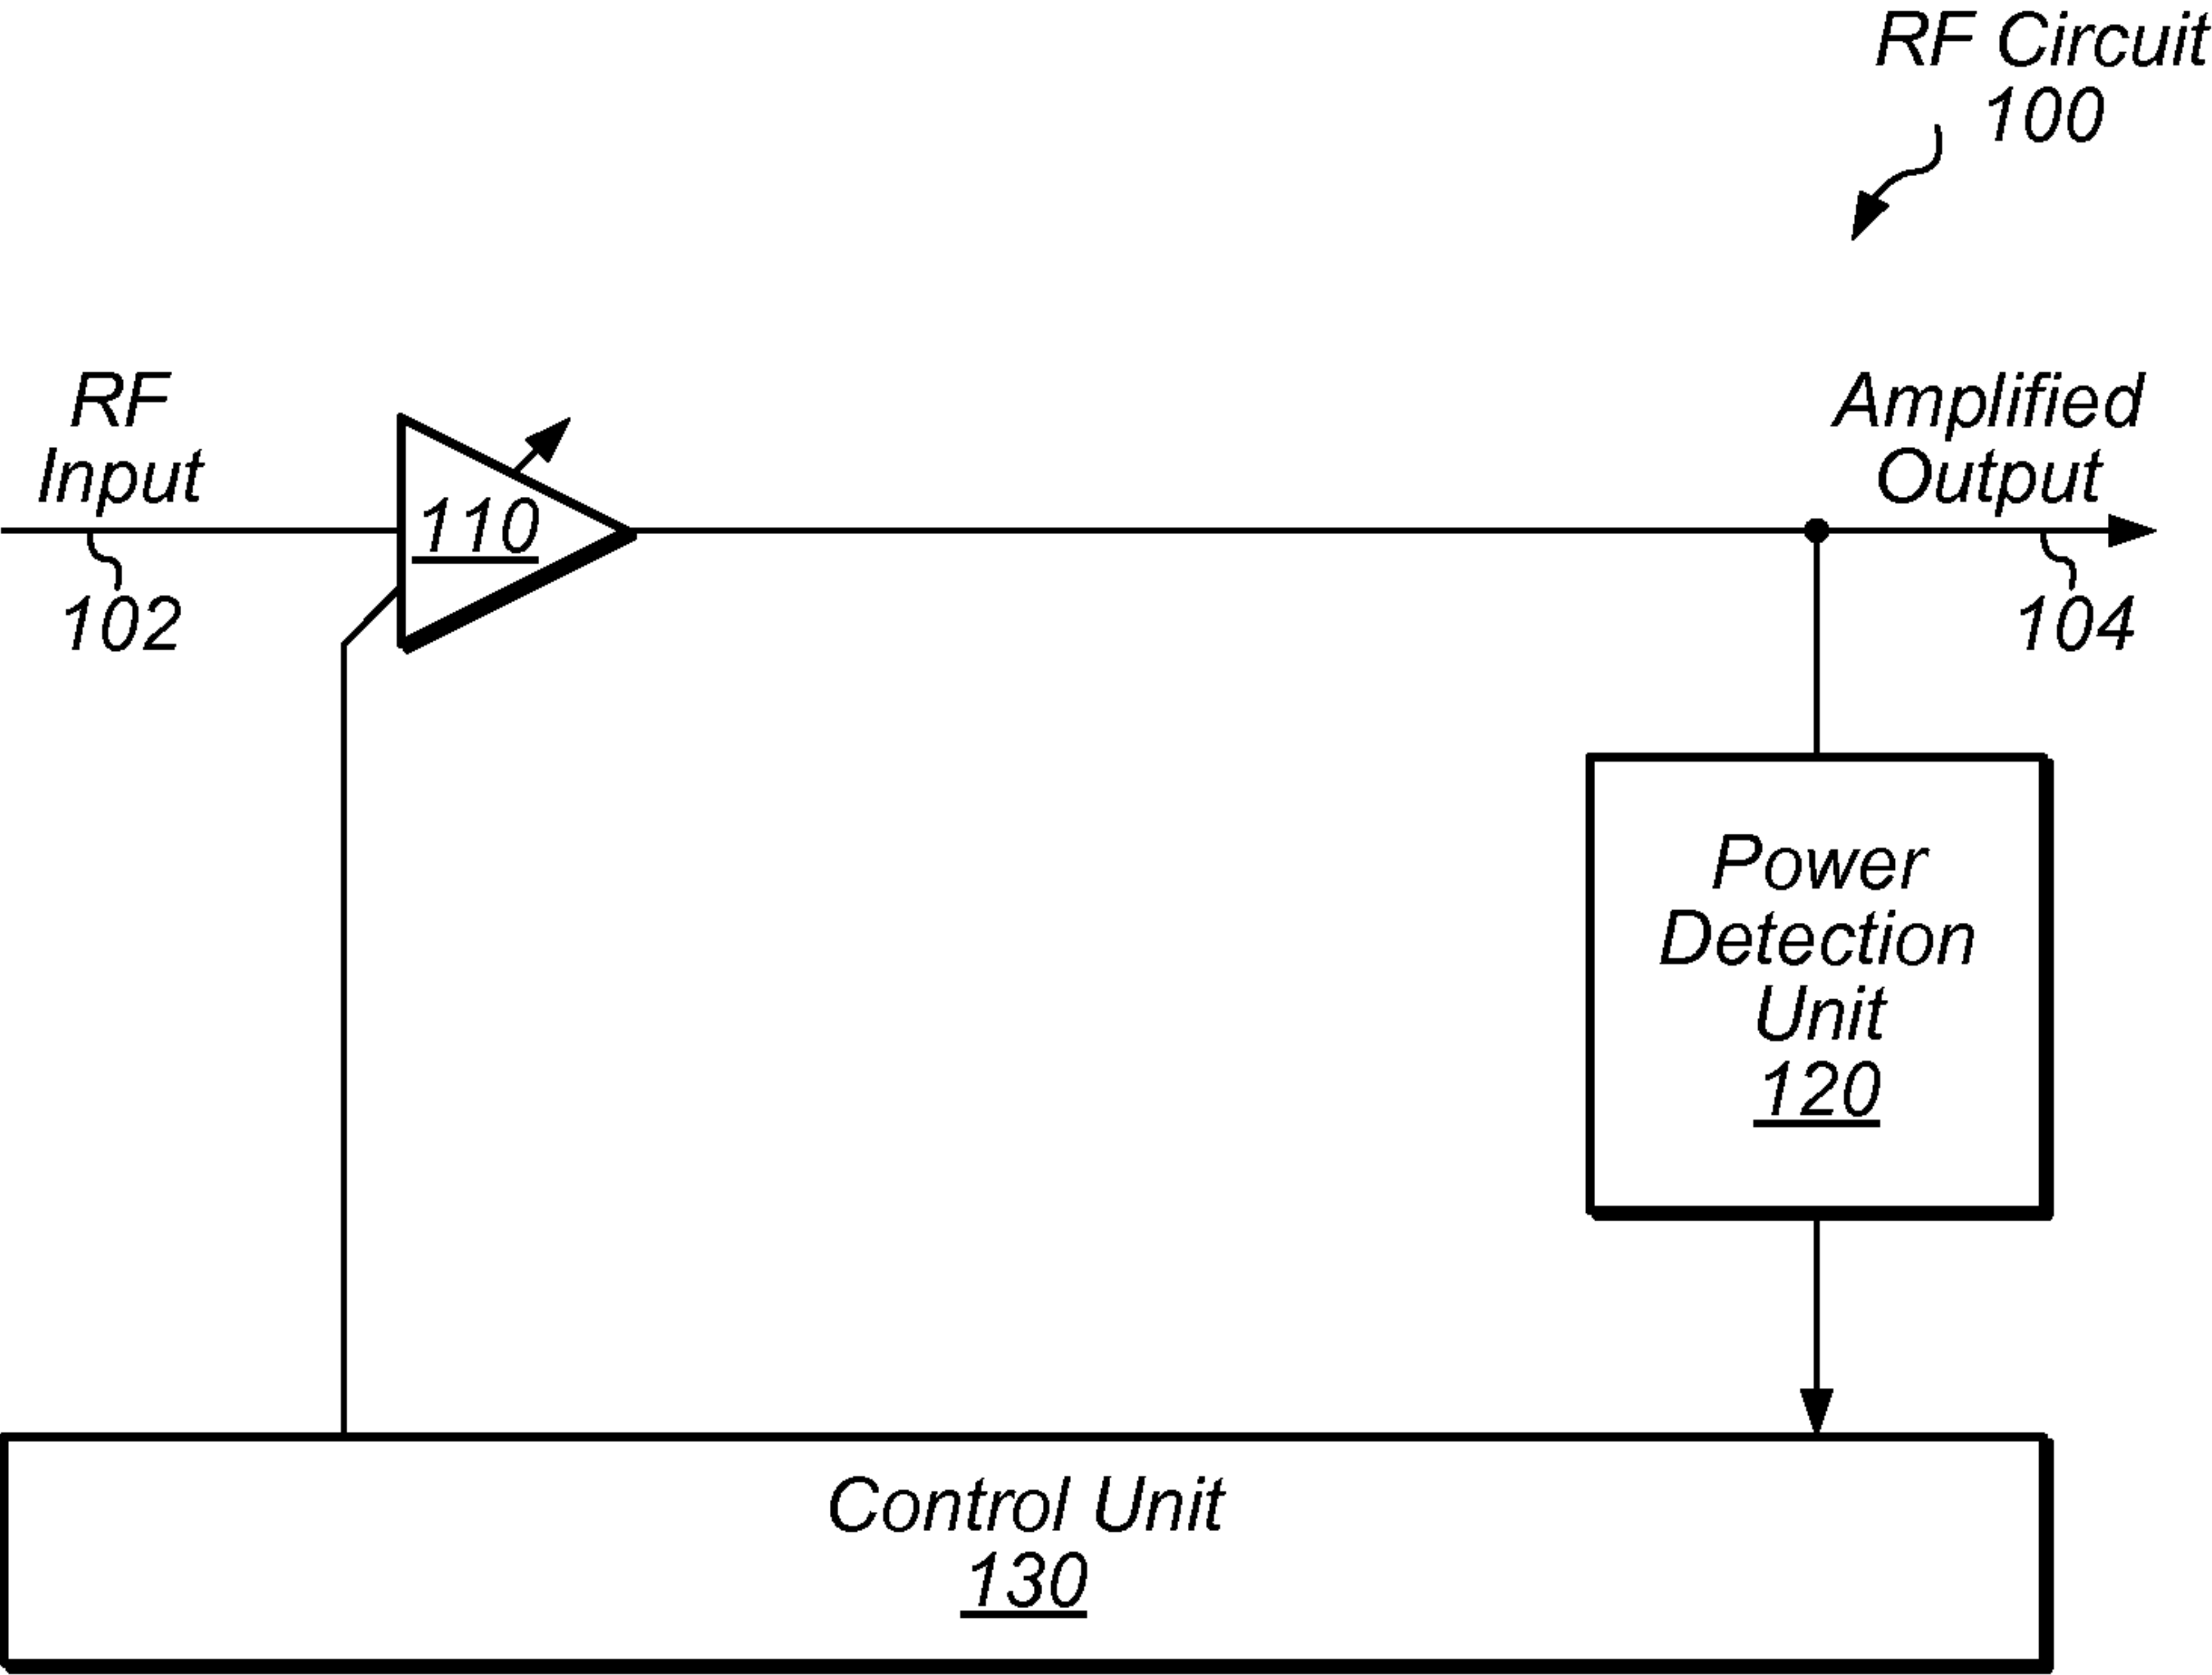 RF Circuit
100
RF
Input
102
110
Amplified
Output
104
Power
Detection
Unit
120
Control Unit
130